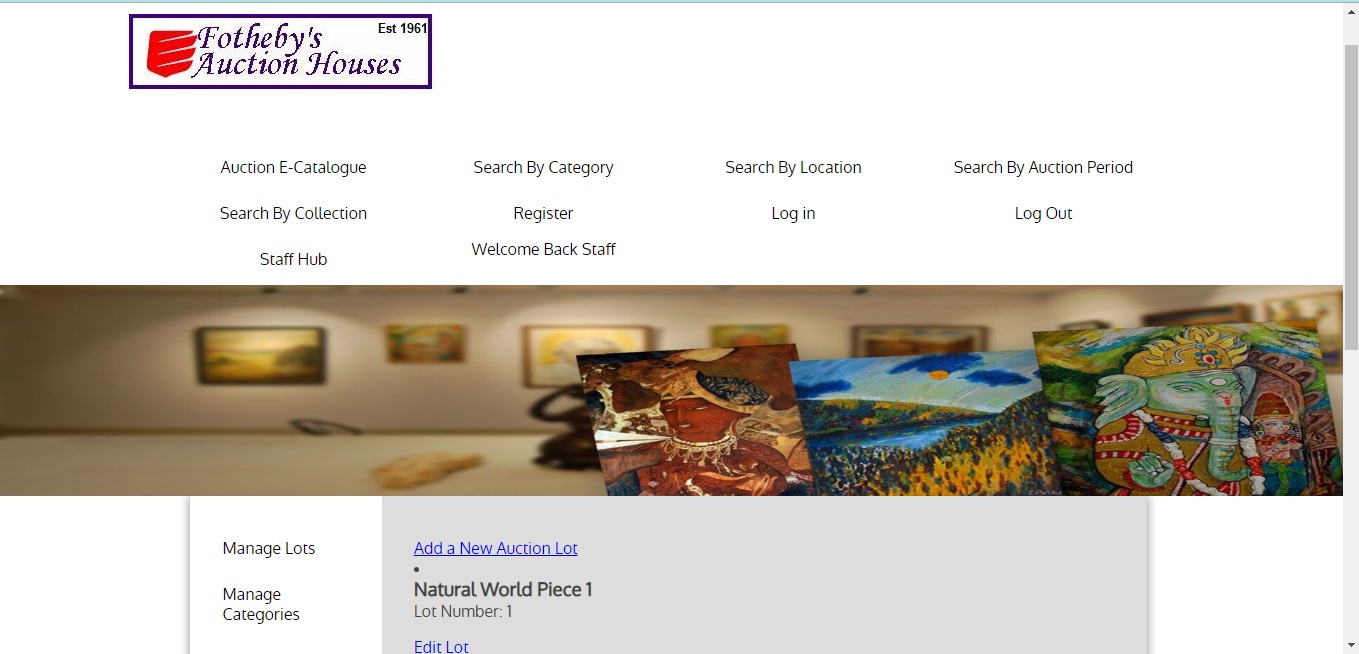 Est 1961
Fotheby's
Auction Houses
Auction E-Catalogue
Search By Category
Search By Location
Search By Auction Period
Search By Collection
Register
Log in
Log Out
Staff Hub
Welcome Back Staff
Manage Lots
Manage
Categories
Add a New Auction Lot
Natural World Piece 1
Lot Number: 1
Edit Lot